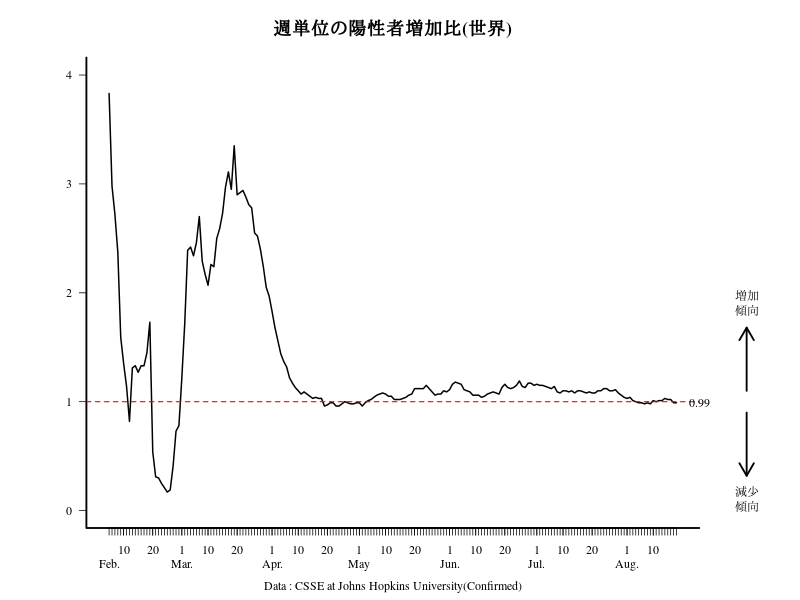 週単位の陽性者増加比(世界)
4
3
2
1
0
増加
傾向
0.99
減少
傾向
10 20 1 10 20 1 10 20 1 10 20 1 10 20 1 10 20 1 10
Feb. Mar. Apr. May Jun. Jul. Aug.
Data : CSSE at Johns Hopkins University(Confirmed)